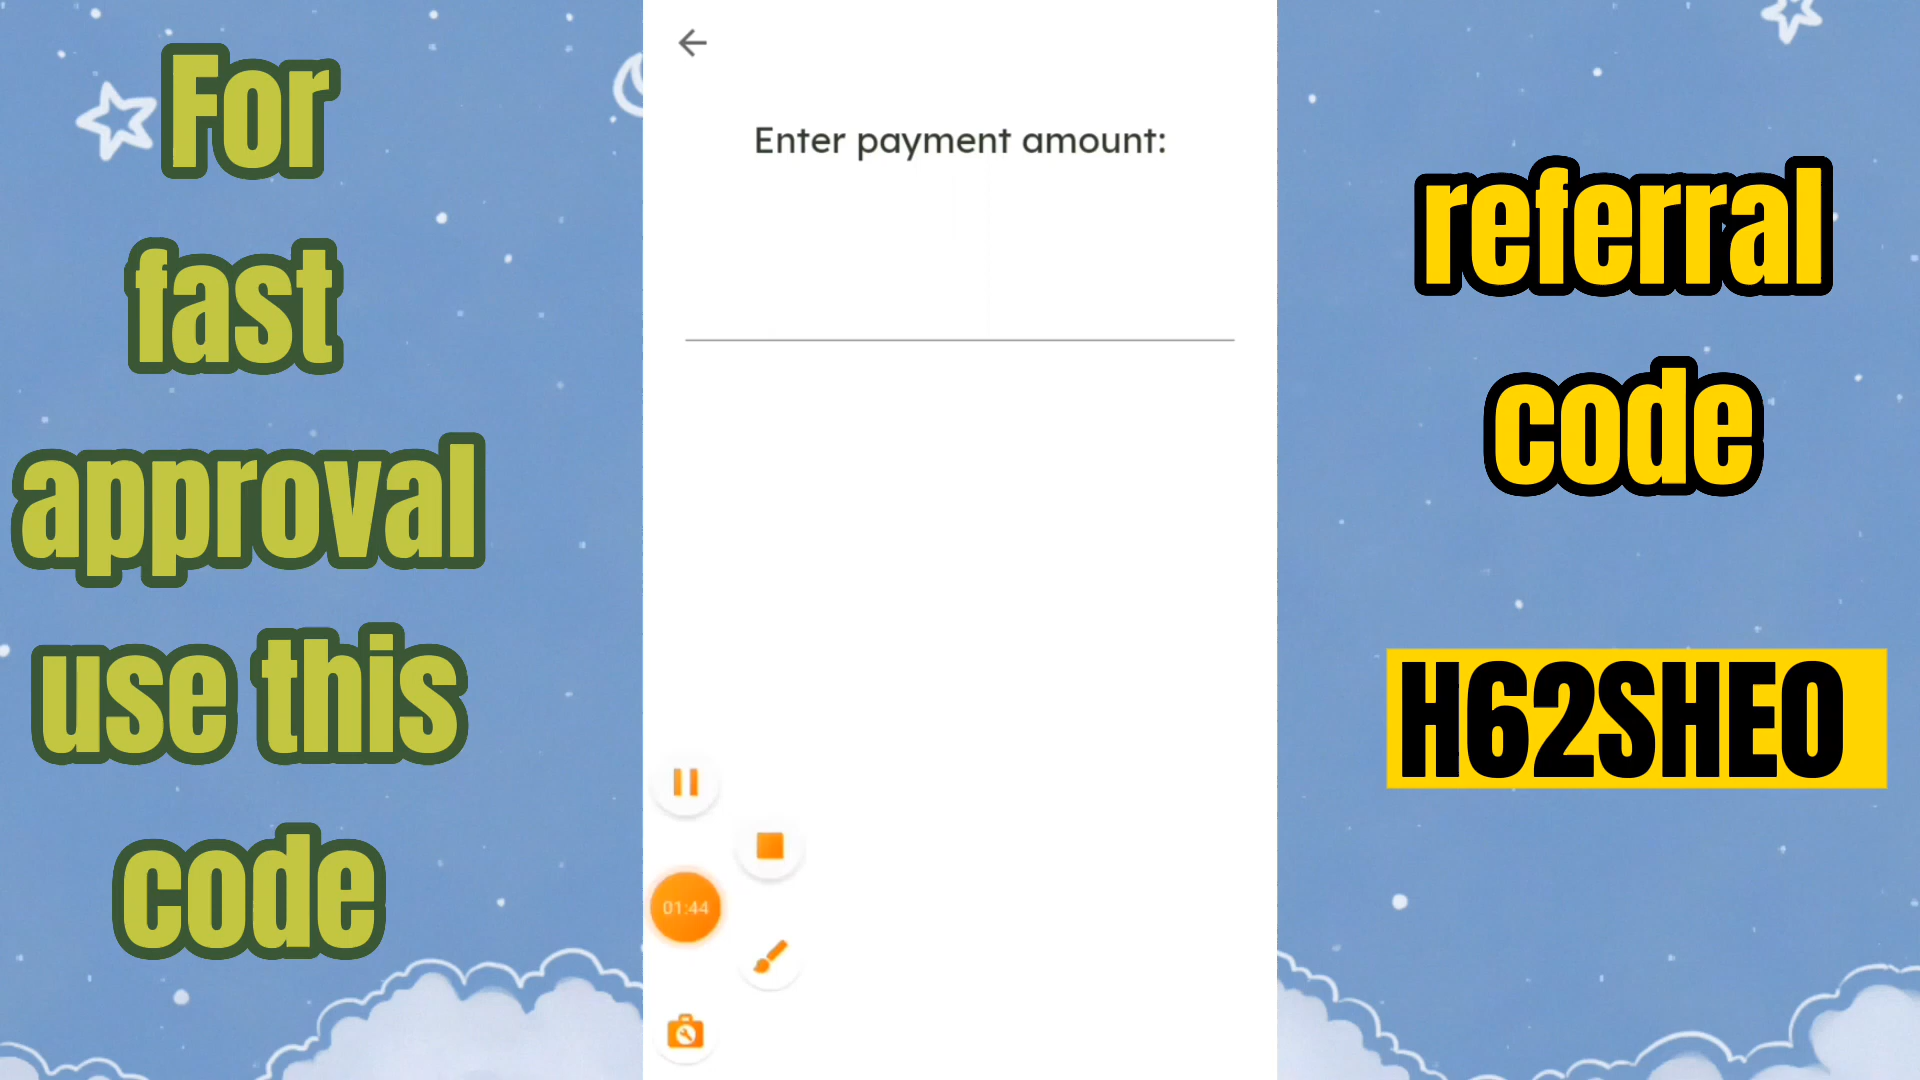 For
fast
approval
use this
code
Enter payment amount:
01:44
referral
code
H62SHEO